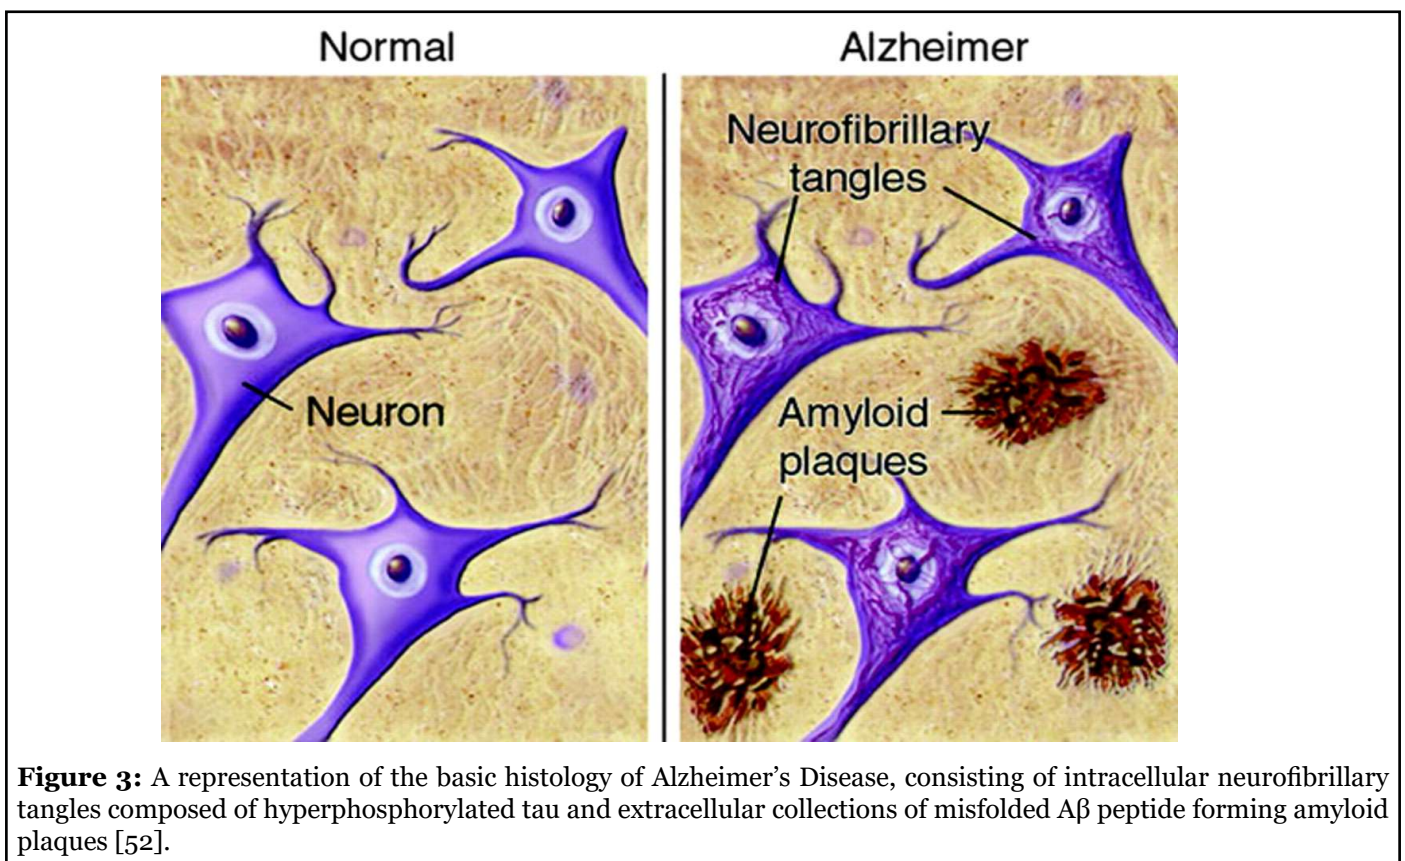 Normal
Alzheimer
Neurofibrillary
tangles
Neuron
Amyloid
plaques
Figure 3: A representation of the basic histology of Alzheimer’s Disease, consisting of intracellular neurofibrillary
tangles composed of hyperphosphorylated tau and extracellular collections of misfolded Aβ peptide forming amyloid
plaques [52].